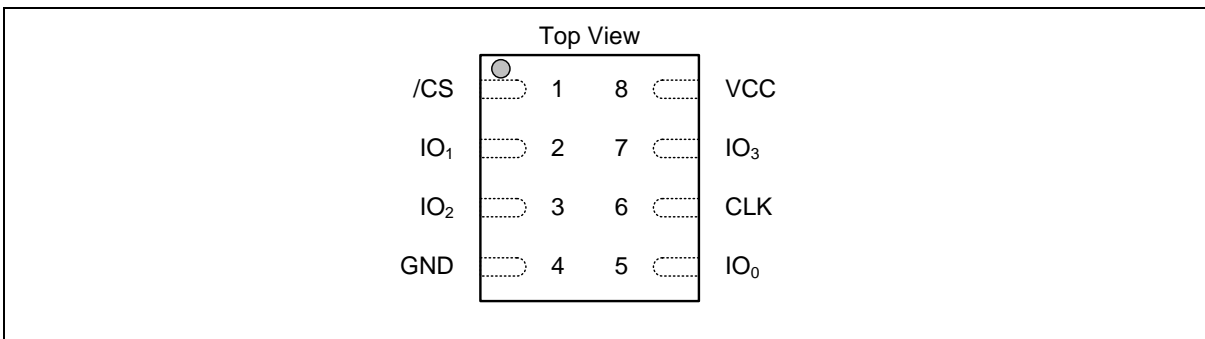 Top View
/CS 1 8 VCC
IO₁ 2 7 IO₃
IO₂ 3 6 CLK
GND 4 5 IO₀